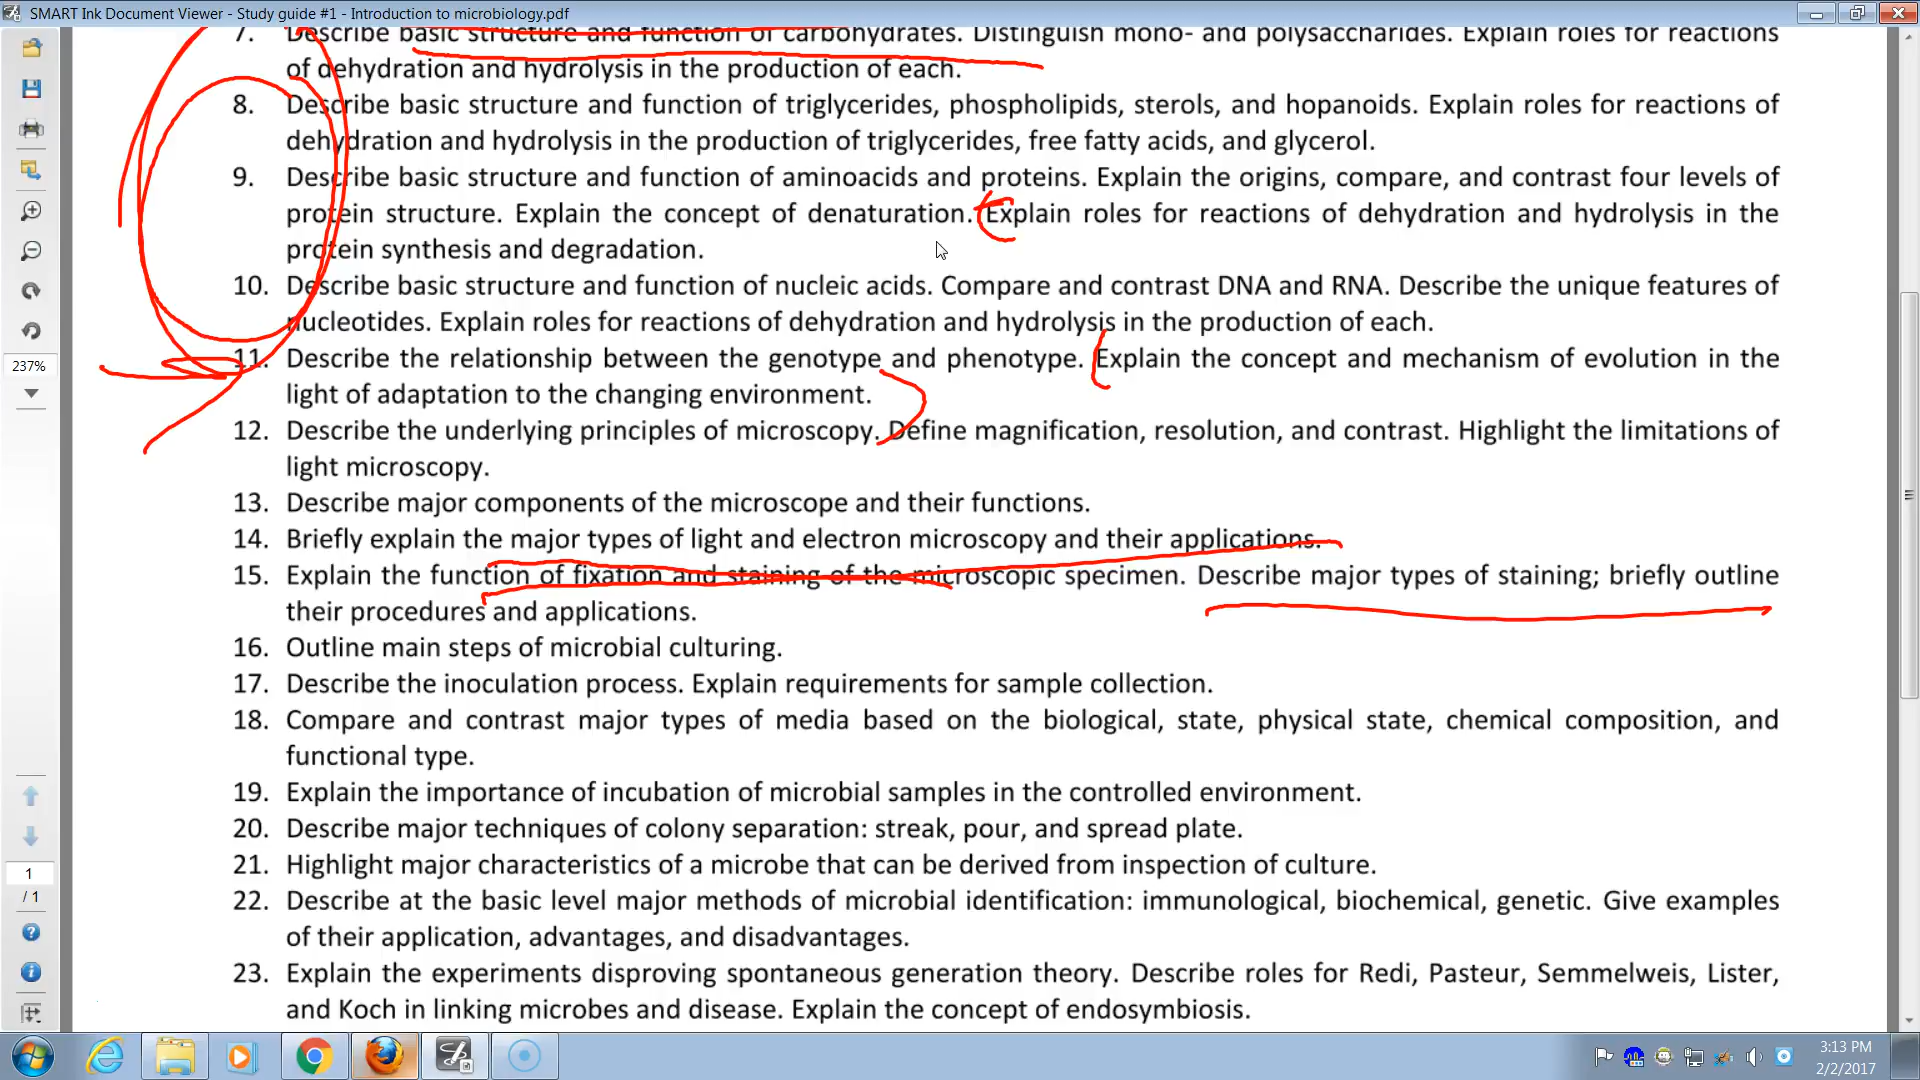 SMART Ink Document Viewer - Study guide #1 - Introduction to microbiology.pdf
7. Describe basic structure and function of carbohydrates. Distinguish mono- and polysaccharides. Explain roles for reactions
of dehydration and hydrolysis in the production of each.
8. Describe basic structure and function of triglycerides, phospholipids, sterols, and hopanoids. Explain roles for reactions of
dehydration and hydrolysis in the production of triglycerides, free fatty acids, and glycerol.
9. Describe basic structure and function of aminoacids and proteins. Explain the origins, compare, and contrast four levels of
protein structure. Explain the concept of denaturation. Explain roles for reactions of dehydration and hydrolysis in the
protein synthesis and degradation.
10. Describe basic structure and function of nucleic acids. Compare and contrast DNA and RNA. Describe the unique features of
nucleotides. Explain roles for reactions of dehydration and hydrolysis in the production of each.
11. Describe the relationship between the genotype and phenotype. Explain the concept and mechanism of evolution in the
237%
light of adaptation to the changing environment.
12. Describe the underlying principles of microscopy. Define magnification, resolution, and contrast. Highlight the limitations of
light microscopy.
13. Describe major components of the microscope and their functions.
14. Briefly explain the major types of light and electron microscopy and their applications.
15. Explain the function of fixation and staining of the microscopic specimen. Describe major types of staining; briefly outline
their procedures and applications.
16. Outline main steps of microbial culturing.
17. Describe the inoculation process. Explain requirements for sample collection.
18. Compare and contrast major types of media based on the biological, state, physical state, chemical composition, and
functional type.
19. Explain the importance of incubation of microbial samples in the controlled environment.
20. Describe major techniques of colony separation: streak, pour, and spread plate.
21. Highlight major characteristics of a microbe that can be derived from inspection of culture.
1
/ 1
22. Describe at the basic level major methods of microbial identification: immunological, biochemical, genetic. Give examples
of their application, advantages, and disadvantages.
23. Explain the experiments disproving spontaneous generation theory. Describe roles for Redi, Pasteur, Semmelweis, Lister,
and Koch in linking microbes and disease. Explain the concept of endosymbiosis.
3:13 PM
2/2/2017